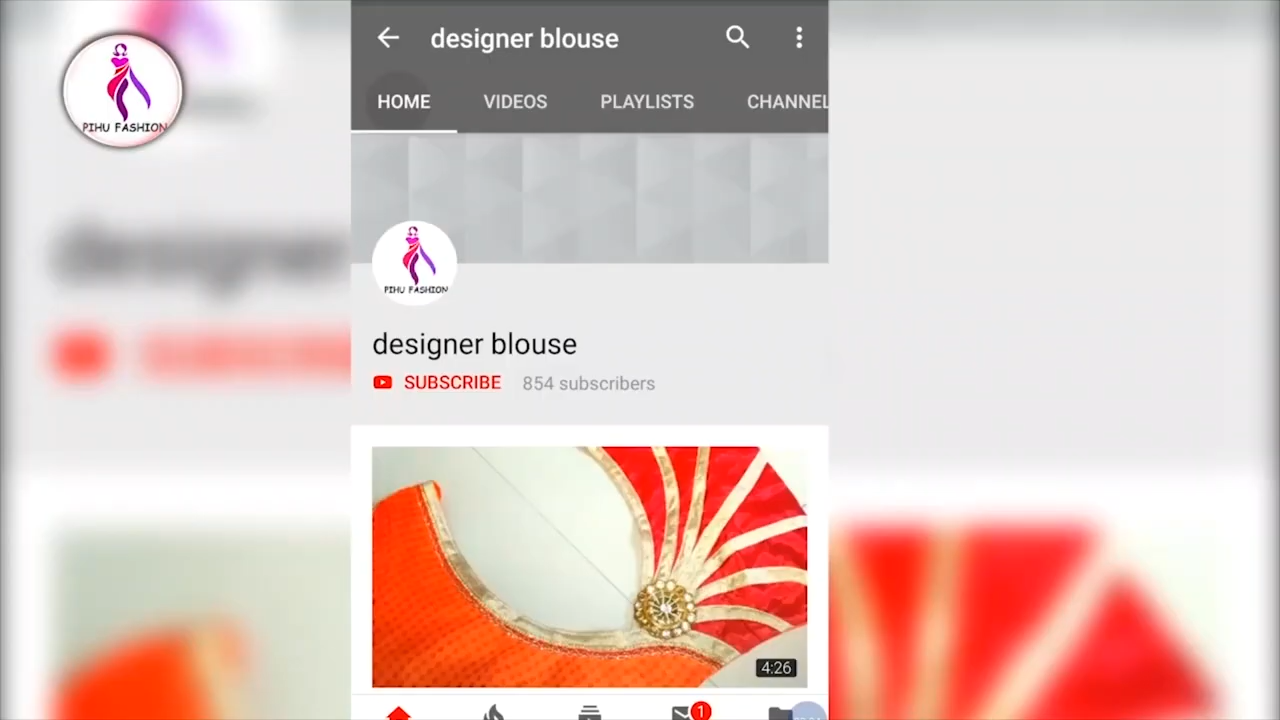 PIHU FASHION
designer blouse
HOME VIDEOS PLAYLISTS CHANNEL
PIHU FASHION
designer blouse
SUBSCRIBE 854 subscribers
4:26
1